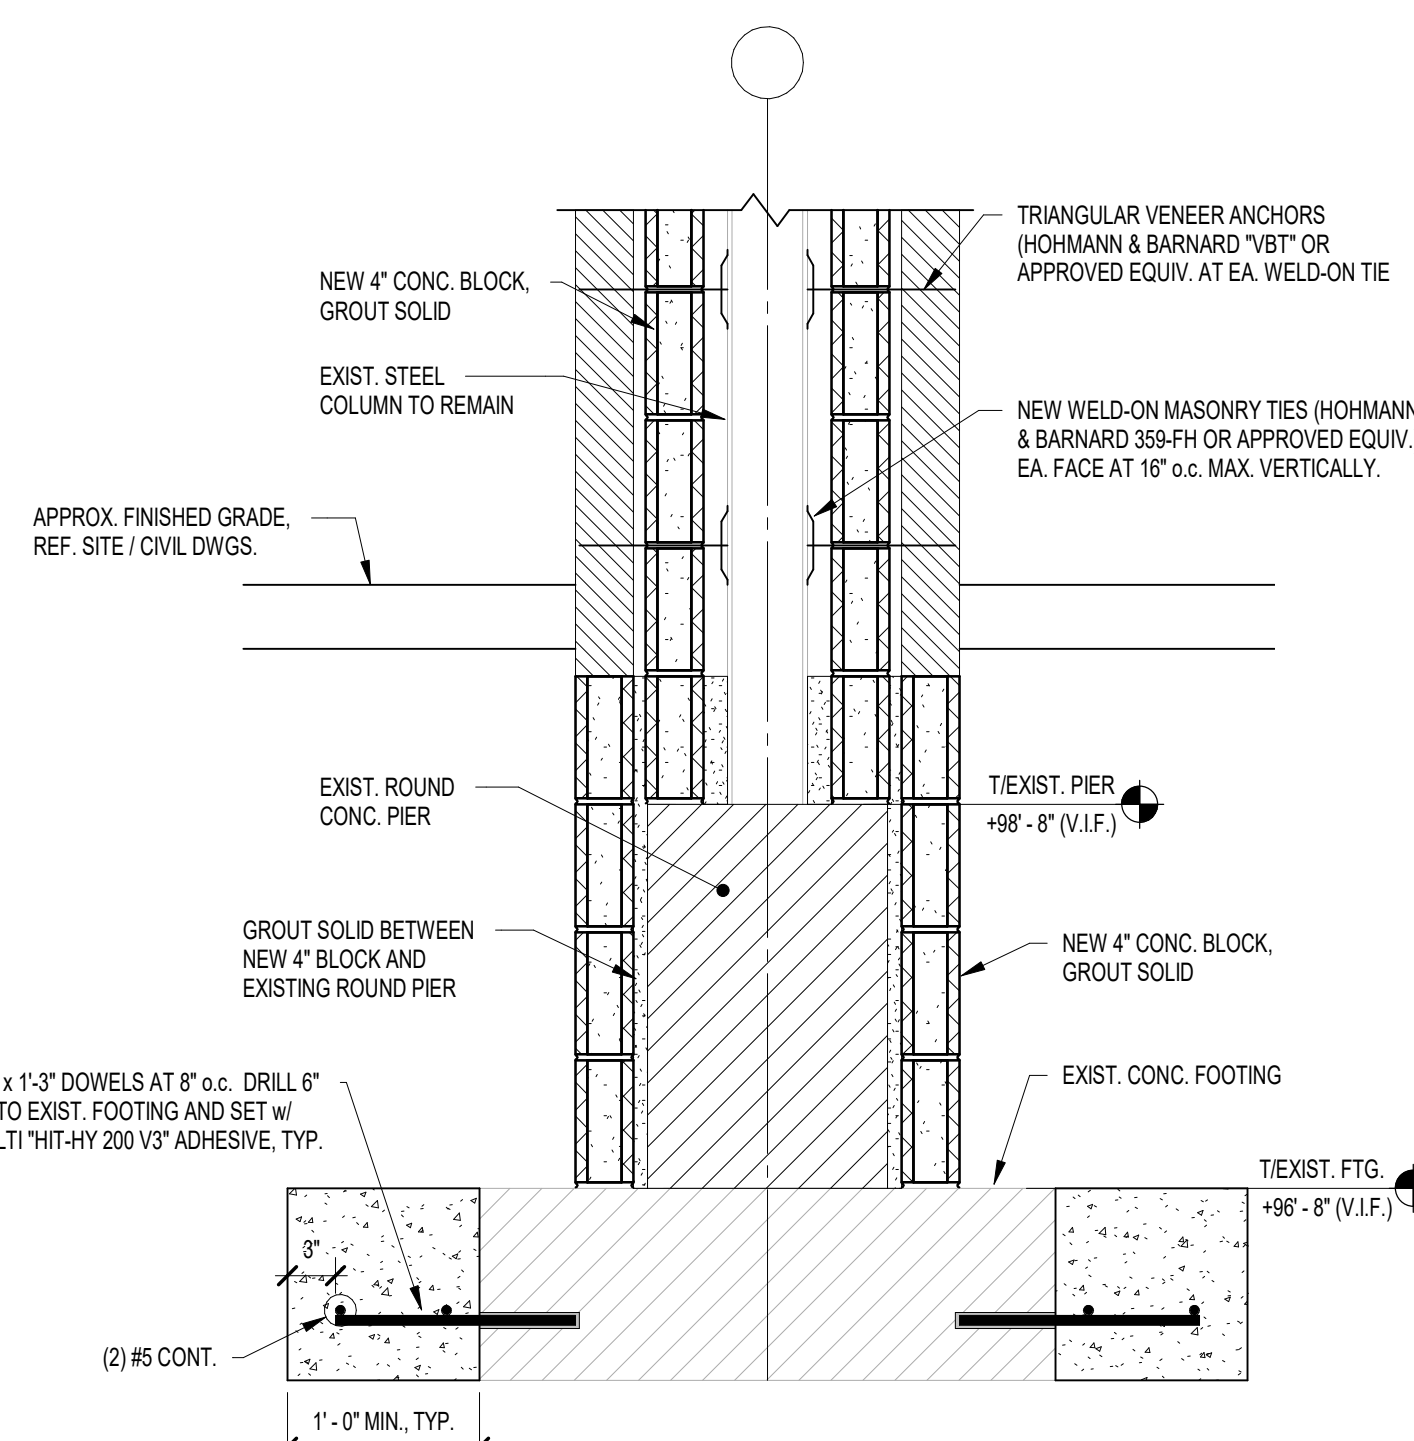 TRIANGULAR VENEER ANCHORS
(HOHMANN & BARNARD "VBT" OR
APPROVED EQUIV. AT EA. WELD-ON TIE
NEW 4" CONC. BLOCK,
GROUT SOLID
EXIST. STEEL
COLUMN TO REMAIN
NEW WELD-ON MASONRY TIES (HOHMANN
& BARNARD 359-FH OR APPROVED EQUIV.
EA. FACE AT 16" o.c. MAX. VERTICALLY.
APPROX. FINISHED GRADE,
REF. SITE / CIVIL DWGS.
EXIST. ROUND
CONC. PIER
T/EXIST. PIER
+98' - 8" (V.I.F.)
GROUT SOLID BETWEEN
NEW 4" BLOCK AND
EXISTING ROUND PIER
NEW 4" CONC. BLOCK,
GROUT SOLID
x 1'-3" DOWELS AT 8" o.c. DRILL 6"
TO EXIST. FOOTING AND SET w/
LTI "HIT-HY 200 V3" ADHESIVE, TYP.
EXIST. CONC. FOOTING
T/EXIST. FTG.
+96' - 8" (V.I.F.)
3"
(2) #5 CONT.
1' - 0" MIN., TYP.